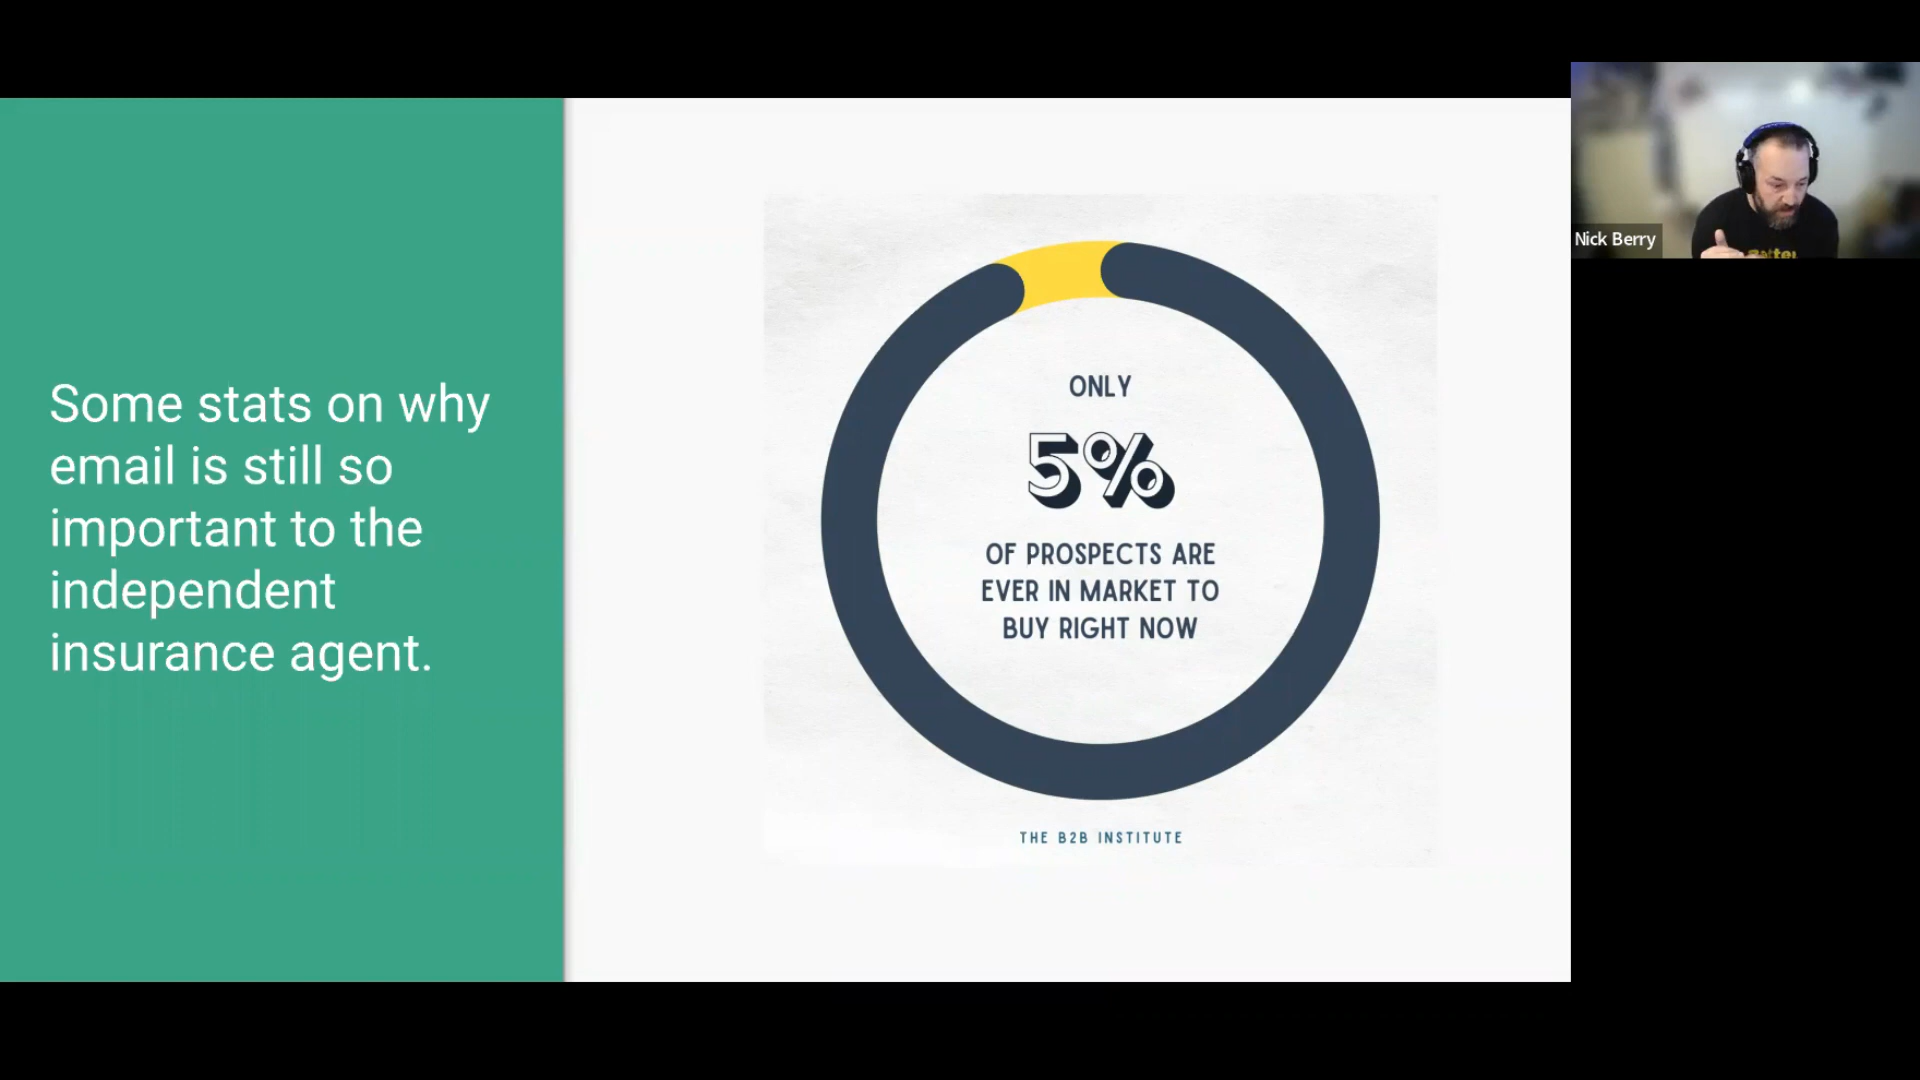 Some stats on why
email is still so
important to the
independent
insurance agent.
ONLY
5%
OF PROSPECTS ARE
EVER IN MARKET TO
BUY RIGHT NOW
THE B2B INSTITUTE
Nick Berry